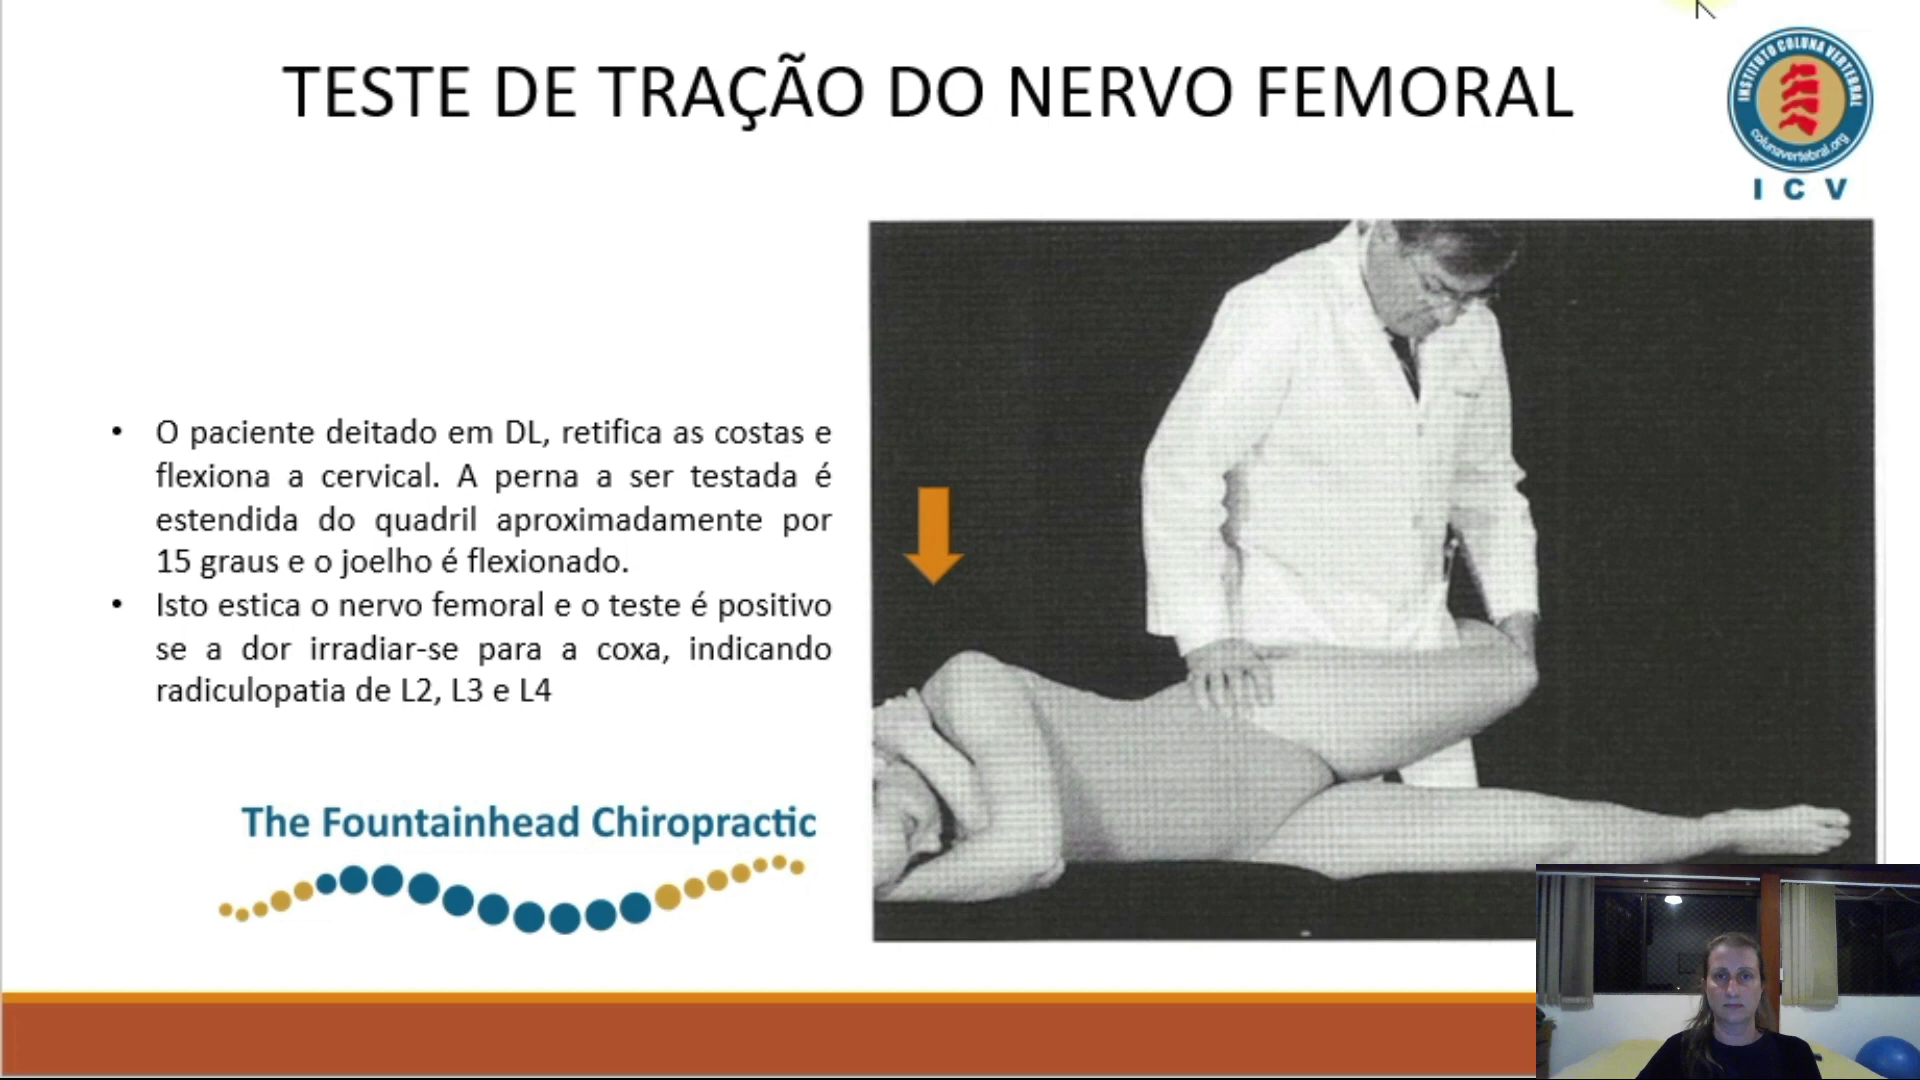 TESTE DE TRAÇÃO DO NERVO FEMORAL
INSTITUTO COLUNA VERTEBRAL
colunavertebral.org
I C V
• O paciente deitado em DL, retifica as costas e
flexiona a cervical. A perna a ser testada é
estendida do quadril aproximadamente por
15 graus e o joelho é flexionado.
• Isto estica o nervo femoral e o teste é positivo
se a dor irradiar-se para a coxa, indicando
radiculopatia de L2, L3 e L4
The Fountainhead Chiropractic